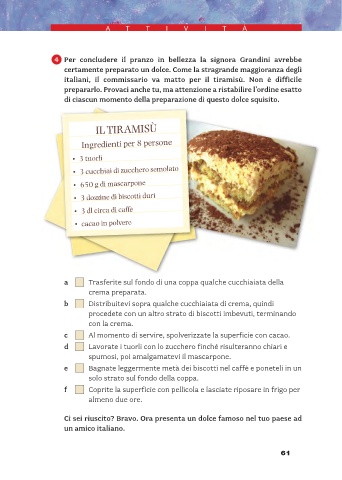 ATTIVITÀ
4 Per concludere il pranzo in bellezza la signora Grandini avrebbe
certamente preparato un dolce. Come la stragrande maggioranza degli
italiani, il commissario va matto per il tiramisù. Non è difficile
prepararlo. Provaci anche tu, ma attenzione a ristabilire l'ordine esatto
di ciascun momento della preparazione di questo dolce squisito.
IL TIRAMISÙ
Ingredienti per 8 persone
• 3 tuorli
• 3 cucchiai di zucchero semolato
• 650 g di mascarpone
• 3 dozzine di biscotti duri
• 3 dl circa di caffè
• cacao in polvere
a Trasferite sul fondo di una coppa qualche cucchiaiata della
crema preparata.
b Distribuitevi sopra qualche cucchiaiata di crema, quindi
procedete con un altro strato di biscotti imbevuti, terminando
con la crema.
c Al momento di servire, spolverizzate la superficie con cacao.
d Lavorate i tuorli con lo zucchero finché risulteranno chiari e
spumosi, poi amalgamatevi il mascarpone.
e Bagnate leggermente metà dei biscotti nel caffè e poneteli in un
solo strato sul fondo della coppa.
f Coprite la superficie con pellicola e lasciate riposare in frigo per
almeno due ore.
Ci sei riuscito? Bravo. Ora presenta un dolce famoso nel tuo paese ad
un amico italiano.
61